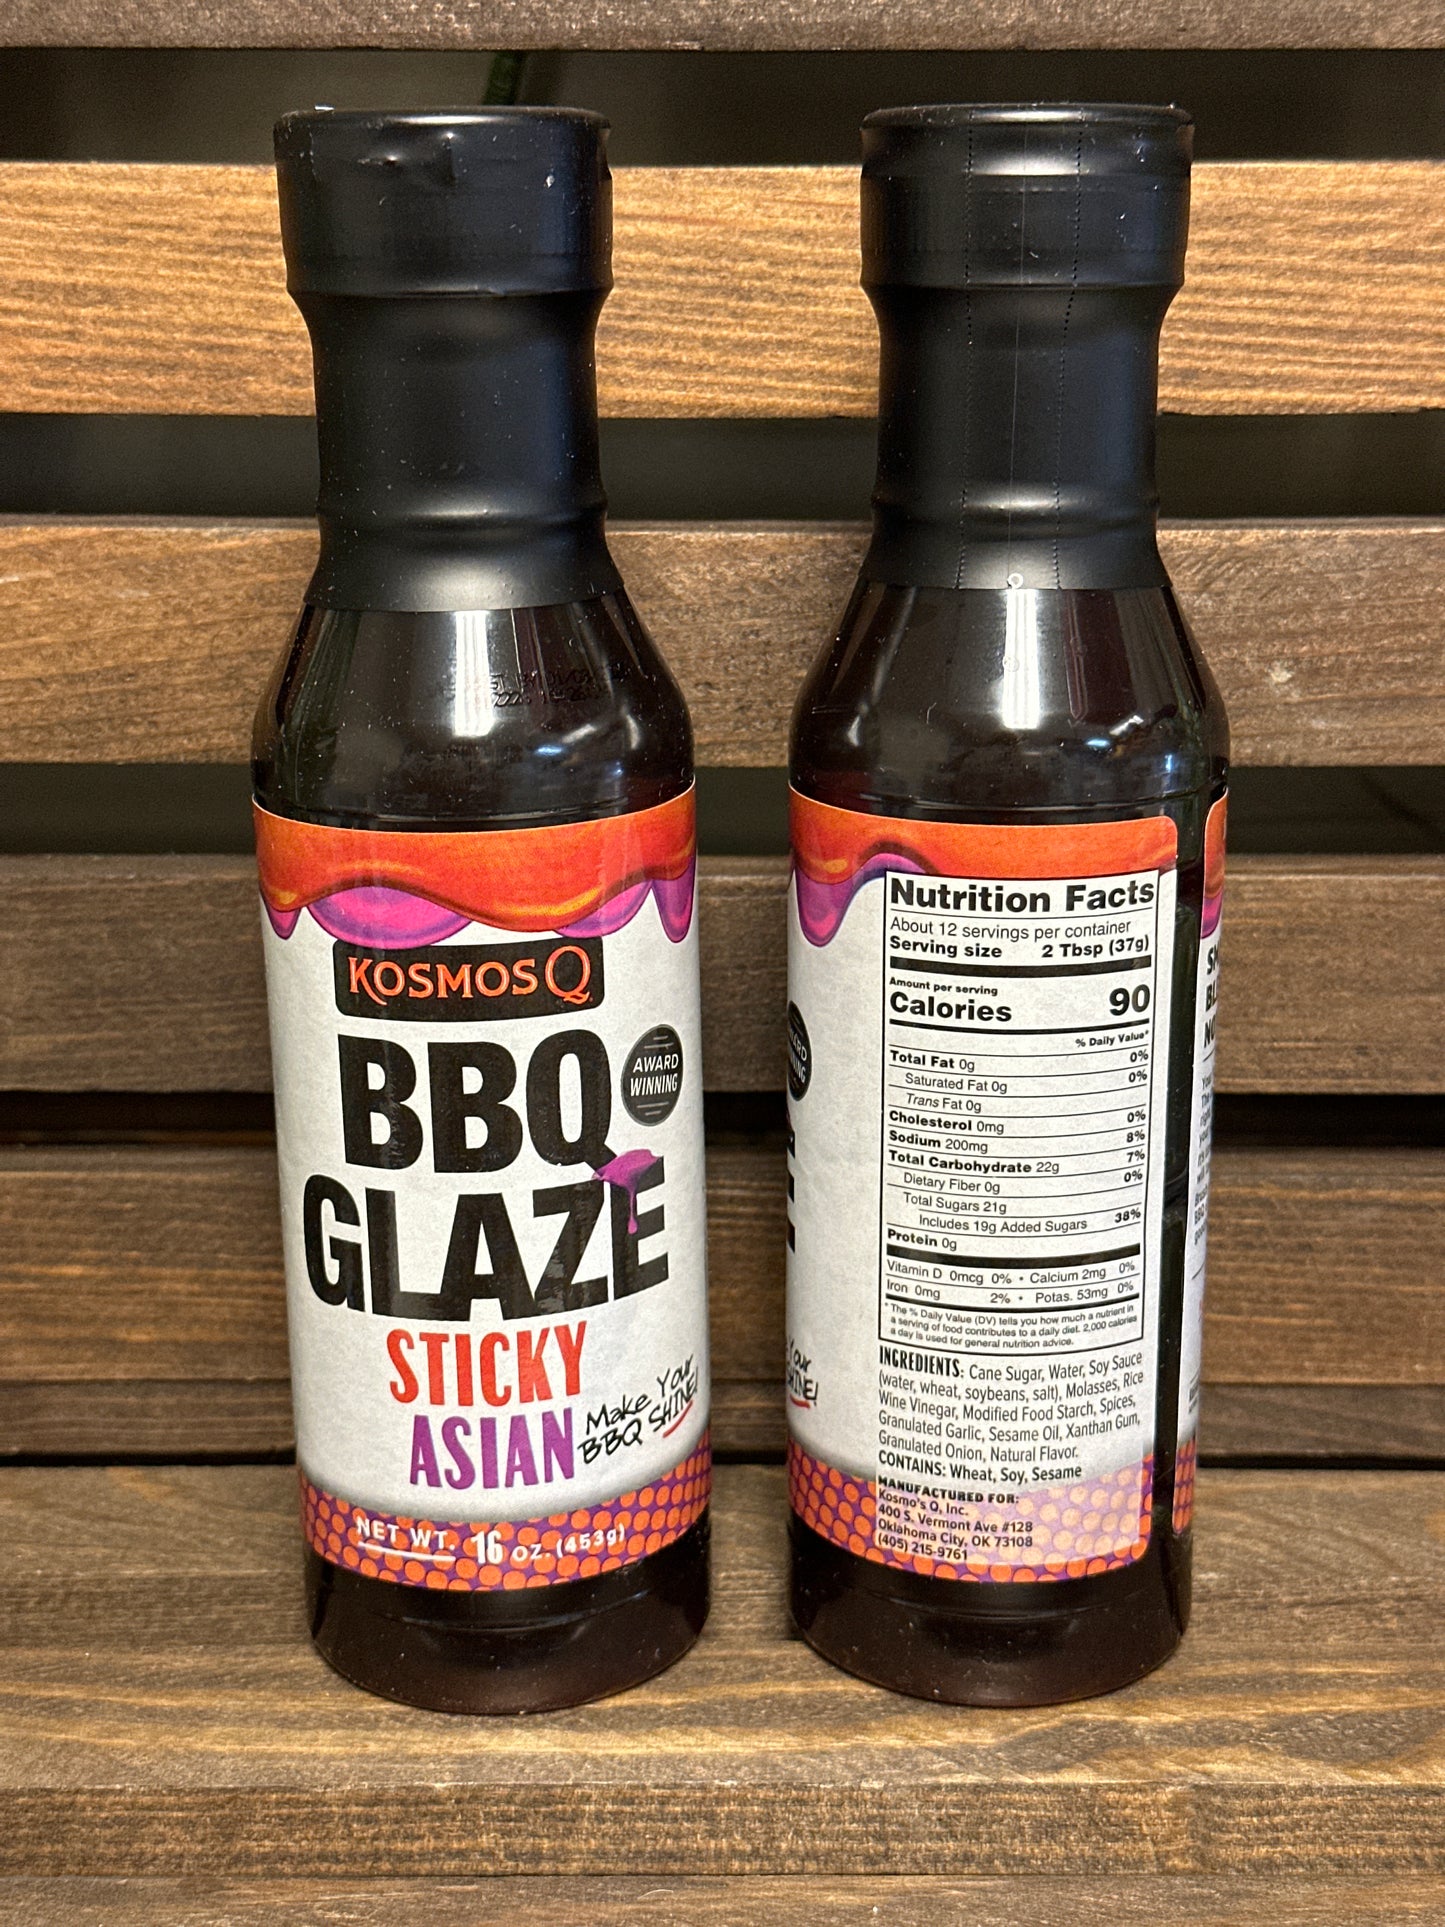 KOSMOS Q
BBQ
GLAZE
AWARD
WINNING
STICKY
ASIAN
Make Your
BBQ SHINE!
NET WT. 16 OZ. (453g)
Nutrition Facts
About 12 servings per container
Serving size 2 Tbsp (37g)
Amount per serving
Calories 90
% Daily Value*
Total Fat 0g 0%
Saturated Fat 0g 0%
Trans Fat 0g
Cholesterol 0mg 0%
Sodium 200mg 8%
Total Carbohydrate 22g 7%
Dietary Fiber 0g 0%
Total Sugars 21g
Includes 19g Added Sugars 38%
Protein 0g
Vitamin D 0mcg 0% • Calcium 2mg 0%
Iron 0mg 2% • Potas. 53mg 0%
* The % Daily Value (DV) tells you how much a nutrient in
a serving of food contributes to a daily diet. 2,000 calories
a day is used for general nutrition advice.
INGREDIENTS: Cane Sugar, Water, Soy Sauce
(water, wheat, soybeans, salt), Molasses, Rice
Wine Vinegar, Modified Food Starch, Spices,
Granulated Garlic, Sesame Oil, Xanthan Gum,
Granulated Onion, Natural Flavor.
CONTAINS: Wheat, Soy, Sesame
MANUFACTURED FOR:
Kosmo's Q, Inc.
400 S. Vermont Ave #128
Oklahoma City, OK 73108
(405) 215-9761